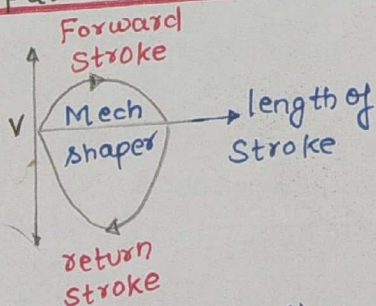 Forward
Stroke
V
Mech
shaper
length of
Stroke
return
Stroke